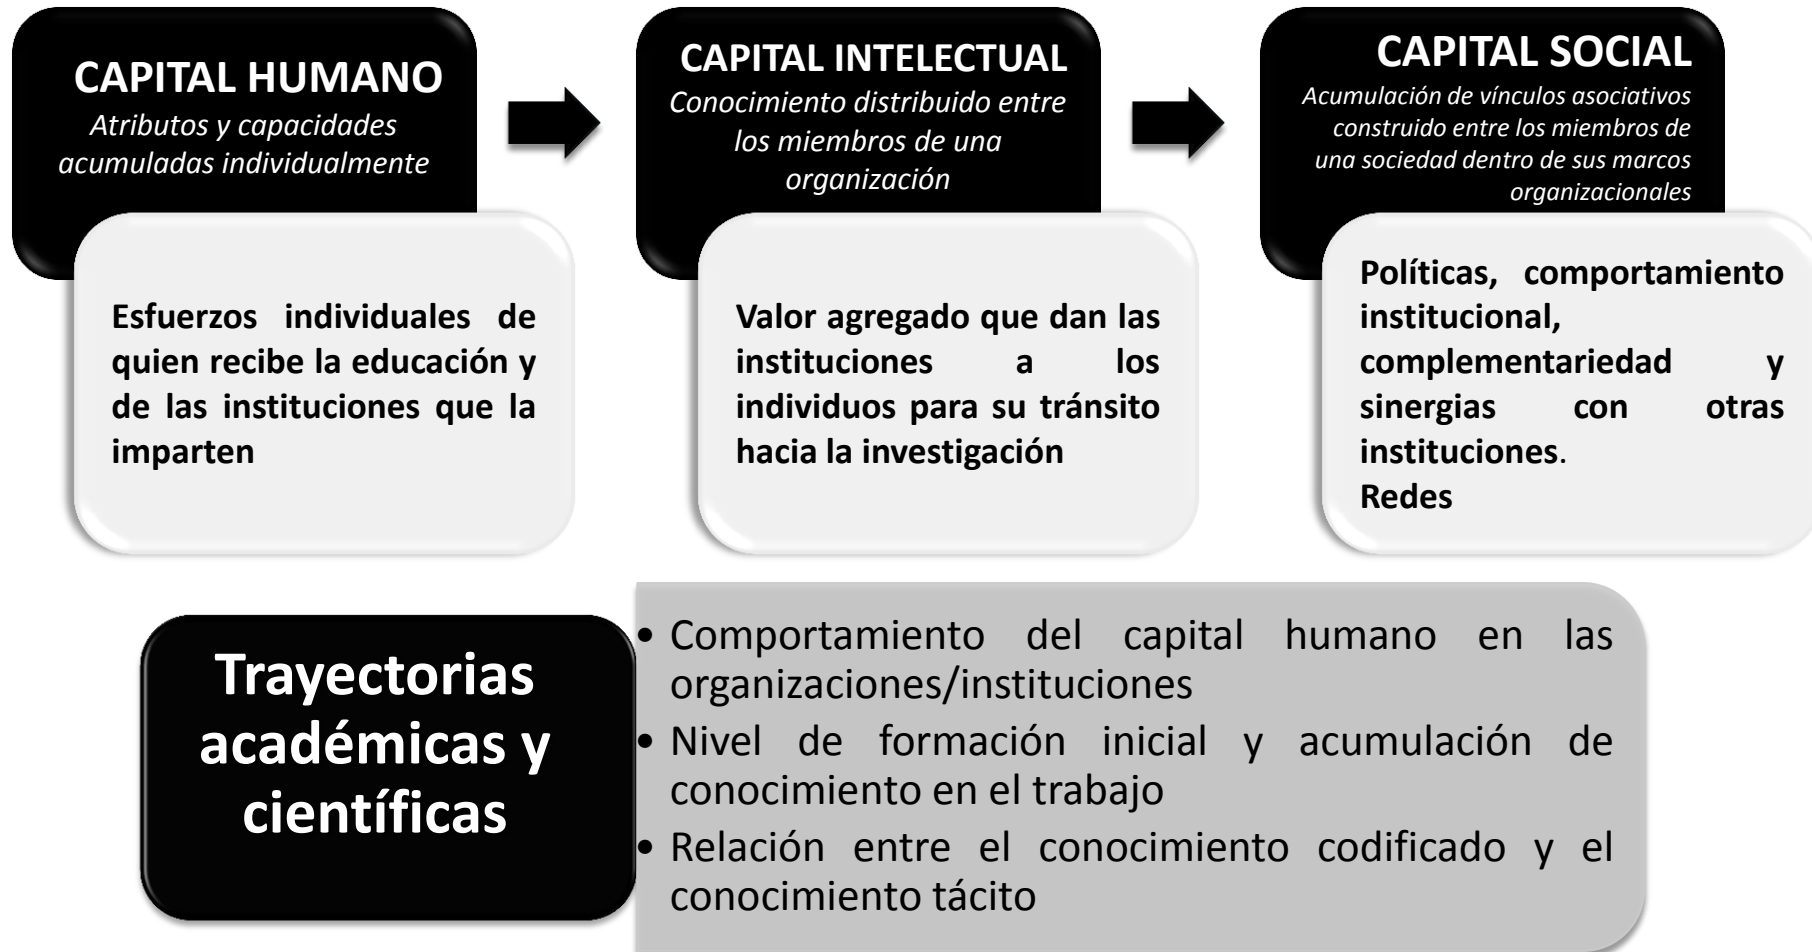 CAPITAL HUMANO
Atributos y capacidades
acumuladas individualmente
Esfuerzos individuales de
quien recibe la educación y
de las instituciones que la
imparten
CAPITAL INTELECTUAL
Conocimiento distribuido entre
los miembros de una
organización
Valor agregado que dan las
instituciones a los
individuos para su tránsito
hacia la investigación
CAPITAL SOCIAL
Acumulación de vínculos asociativos
construido entre los miembros de
una sociedad dentro de sus marcos
organizacionales
Políticas, comportamiento
institucional,
complementariedad y
sinergias con otras
instituciones.
Redes
Trayectorias
académicas y
científicas
• Comportamiento del capital humano en las
organizaciones/instituciones
• Nivel de formación inicial y acumulación de
conocimiento en el trabajo
• Relación entre el conocimiento codificado y el
conocimiento tácito